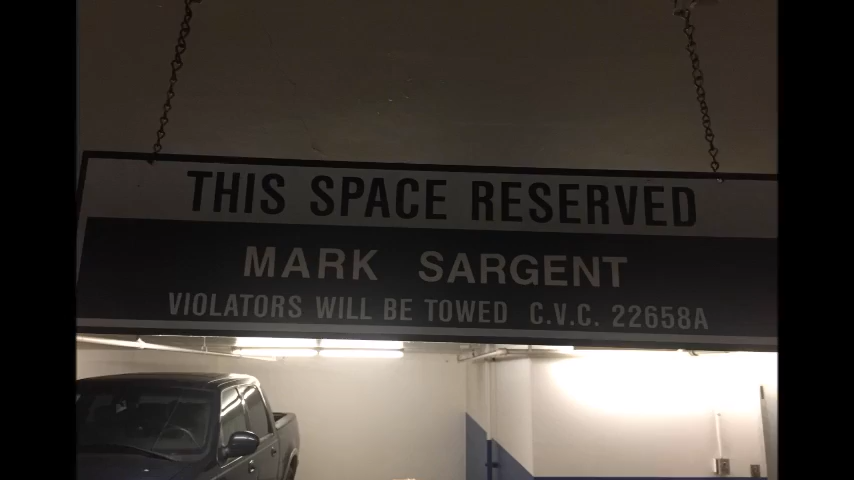 THIS SPACE RESERVED
MARK SARGENT
VIOLATORS WILL BE TOWED C.V.C. 22658A